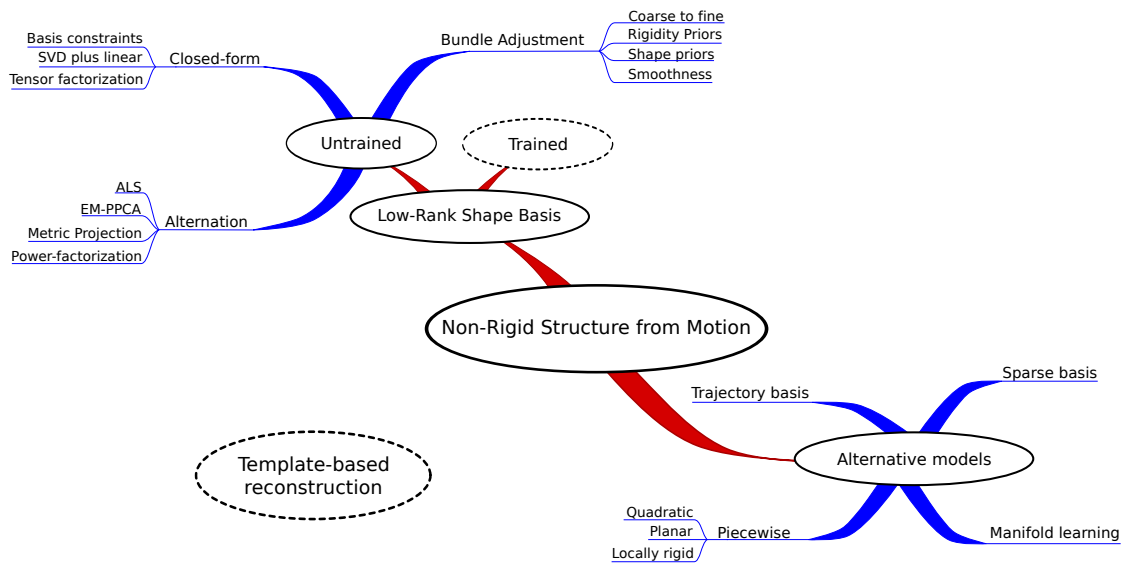 Coarse to fine
Rigidity Priors
Shape priors
Smoothness
Bundle Adjustment
Basis constraints
SVD plus linear
Tensor factorization
Closed-form
Untrained
Trained
ALS
EM-PPCA
Metric Projection
Power-factorization
Alternation
Low-Rank Shape Basis
Non-Rigid Structure from Motion
Trajectory basis
Sparse basis
Alternative models
Template-based
reconstruction
Quadratic
Planar
Locally rigid
Piecewise
Manifold learning